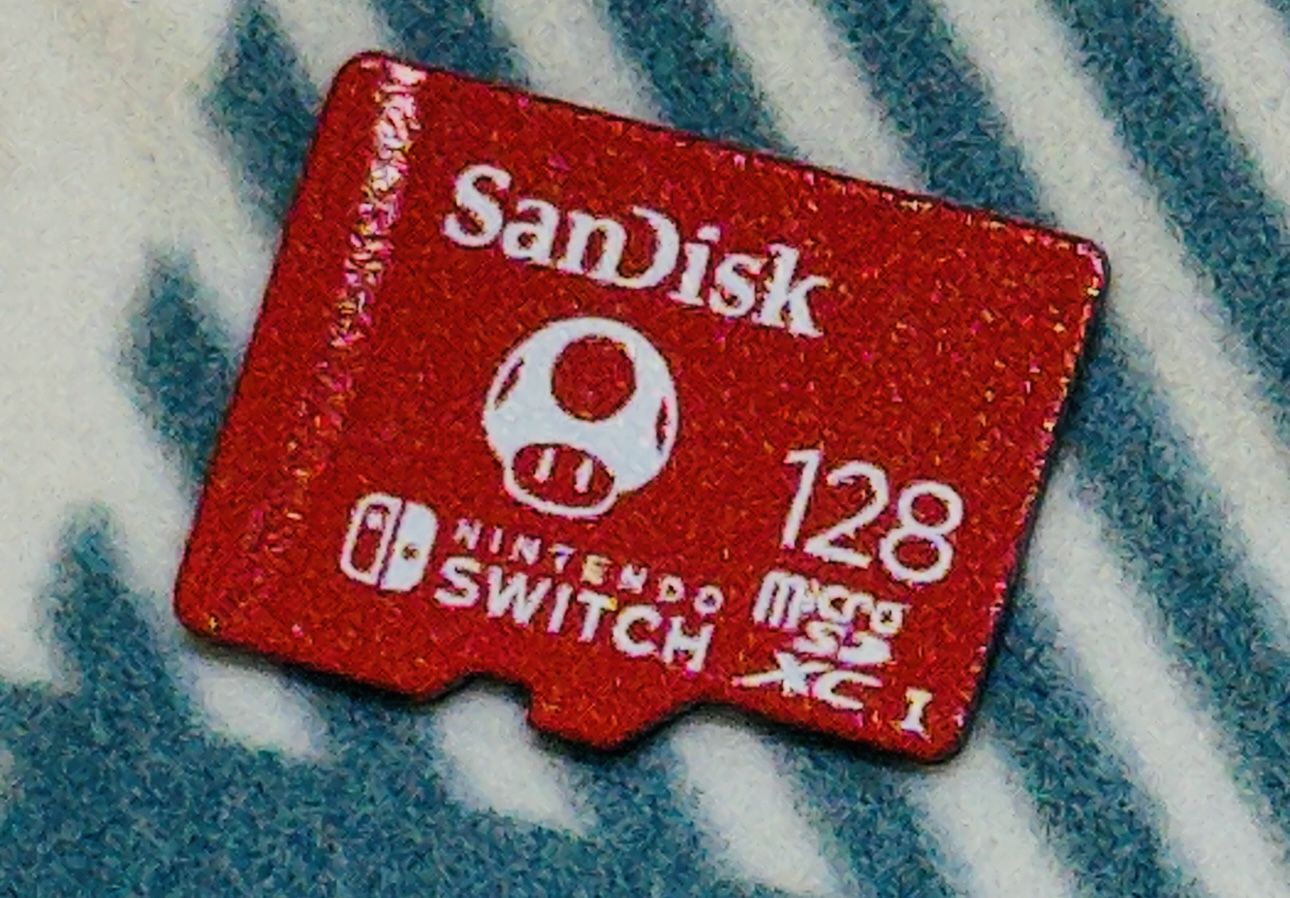 SanDisk
128
NINTENDO
SWITCH
micro
SD
XC I